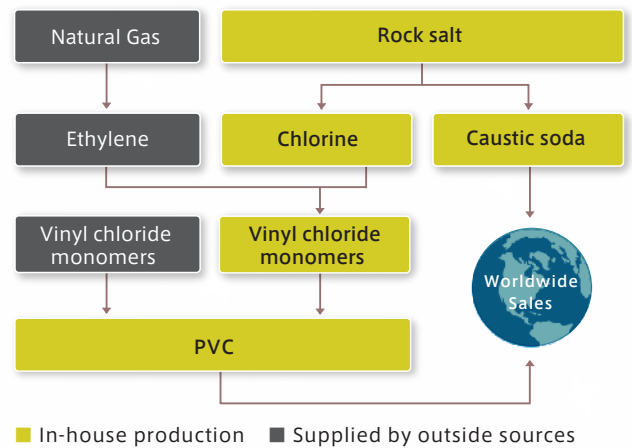 Natural Gas
Rock salt
Ethylene
Chlorine
Caustic soda
Vinyl chloride
monomers
Vinyl chloride
monomers
Worldwide
Sales
PVC
In-house production
Supplied by outside sources